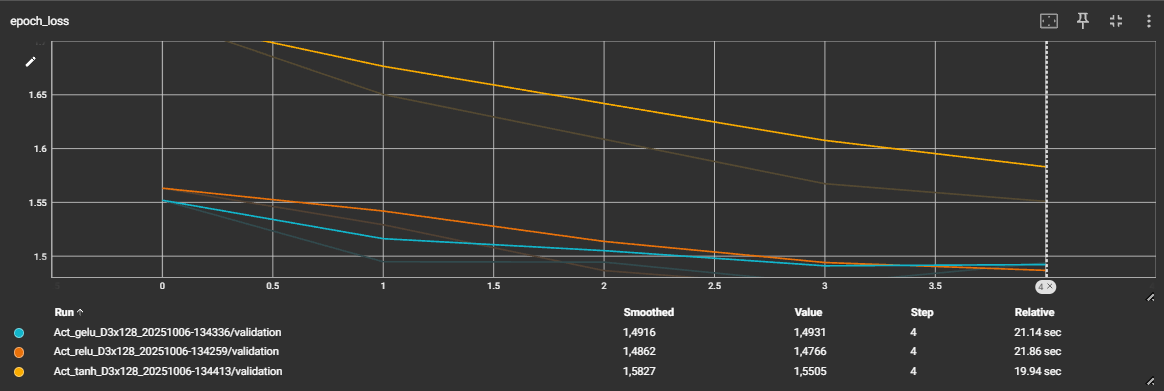 epoch_loss
1.65
1.6
1.55
1.5
0 0.5 1 1.5 2 2.5 3 3.5 4 ×
Run ↑ Smoothed Value Step Relative
Act_gelu_D3x128_20251006-134336/validation 1,4916 1,4931 4 21.14 sec
Act_relu_D3x128_20251006-134259/validation 1,4862 1,4766 4 21.86 sec
Act_tanh_D3x128_20251006-134413/validation 1,5827 1,5505 4 19.94 sec